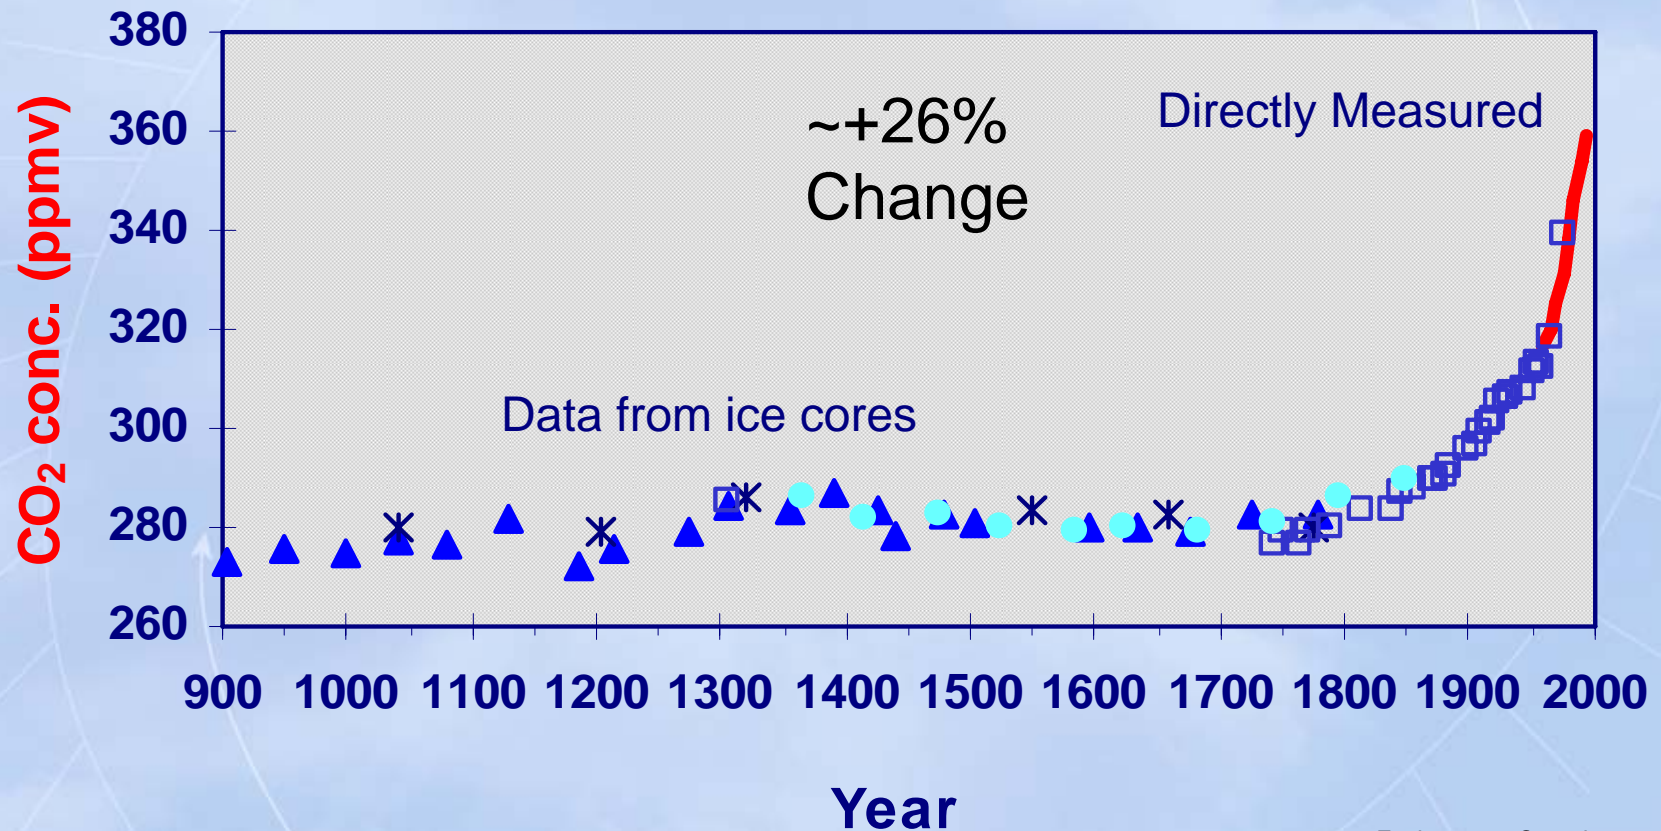 380
360
340
320
300
280
260
CO₂ conc. (ppmv)
~+26%
Change
Directly Measured
Data from ice cores
900 1000 1100 1200 1300 1400 1500 1600 1700 1800 1900 2000
Year